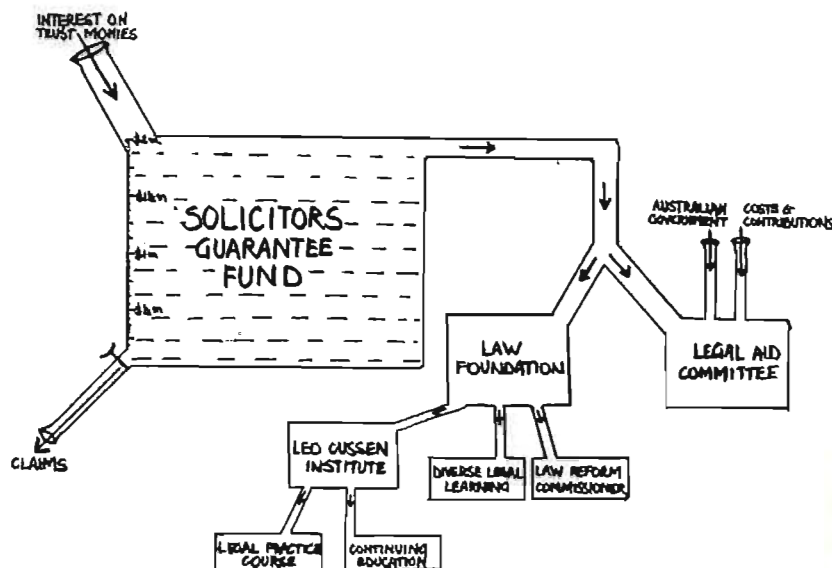 INTEREST ON
TRUST MONIES
SOLICITORS
GUARANTEE
FUND
AUSTRALIAN
GOVERNMENT
COSTS &
CONTRIBUTIONS
LAW
FOUNDATION
LEGAL AID
COMMITTEE
CLAIMS
LEO CUSSEN
INSTITUTE
DIVERSE LEGAL
LEARNING
LAW REFORM
COMMISSIONER
LEGAL PRACTICE
COURSE
CONTINUING
EDUCATION